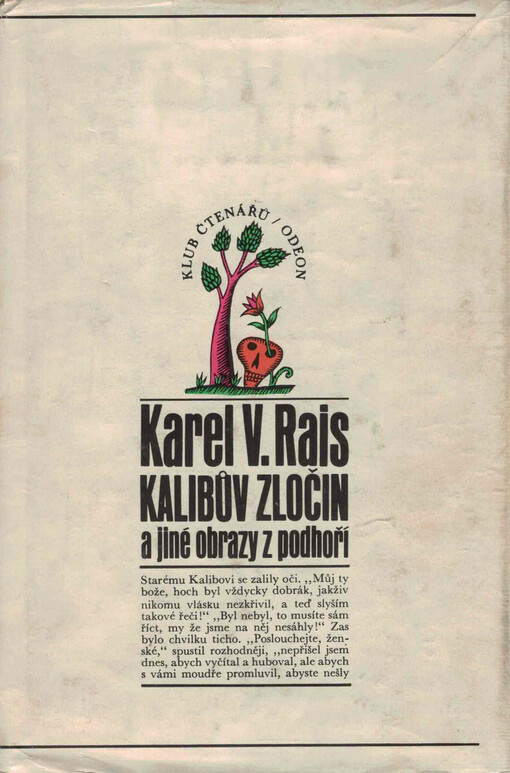 KLUB ČTENÁŘŮ / ODEON
Karel V. Rais
KALIBŮV ZLOČIN
a jiné obrazy z podhoří
Starému Kalibovi se zalily oči. ,,Můj ty
bože, hoch byl vždycky dobrák, jakživ
nikomu vlásku nezkřivil, a teď slyším
takové řeči!“ ,,Byl nebyl, to musíte sám
říct, my že jsme na něj nesáhly!“ Zas
bylo chvilku ticho. ,,Poslouchejte, žen-
ské,“ spustil rozhodněji, ,,nepřišel jsem
dnes, abych vyčítal a huboval, ale abych
s vámi moudře promluvil, abyste nešly